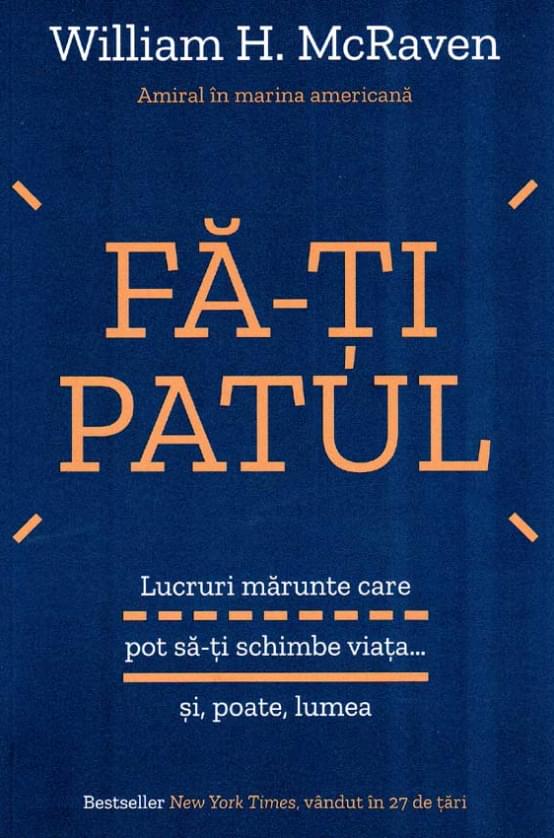 William H. McRaven
Amiral în marina americană
FĂ-ȚI
PATUL
Lucruri mărunte care
pot să-ți schimbe viața...
și, poate, lumea
Bestseller New York Times, vândut în 27 de țări